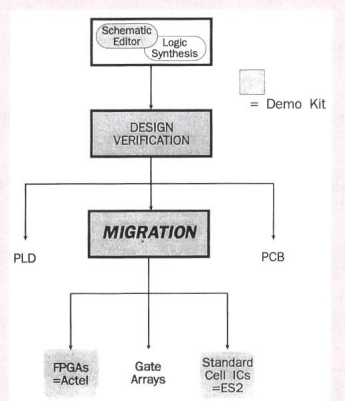 Schematic
Editor
Logic
Synthesis
= Demo Kit
DESIGN
VERIFICATION
MIGRATION
PLD
PCB
FPGAs
=Actel
Gate
Arrays
Standard
Cell ICs
=ES2